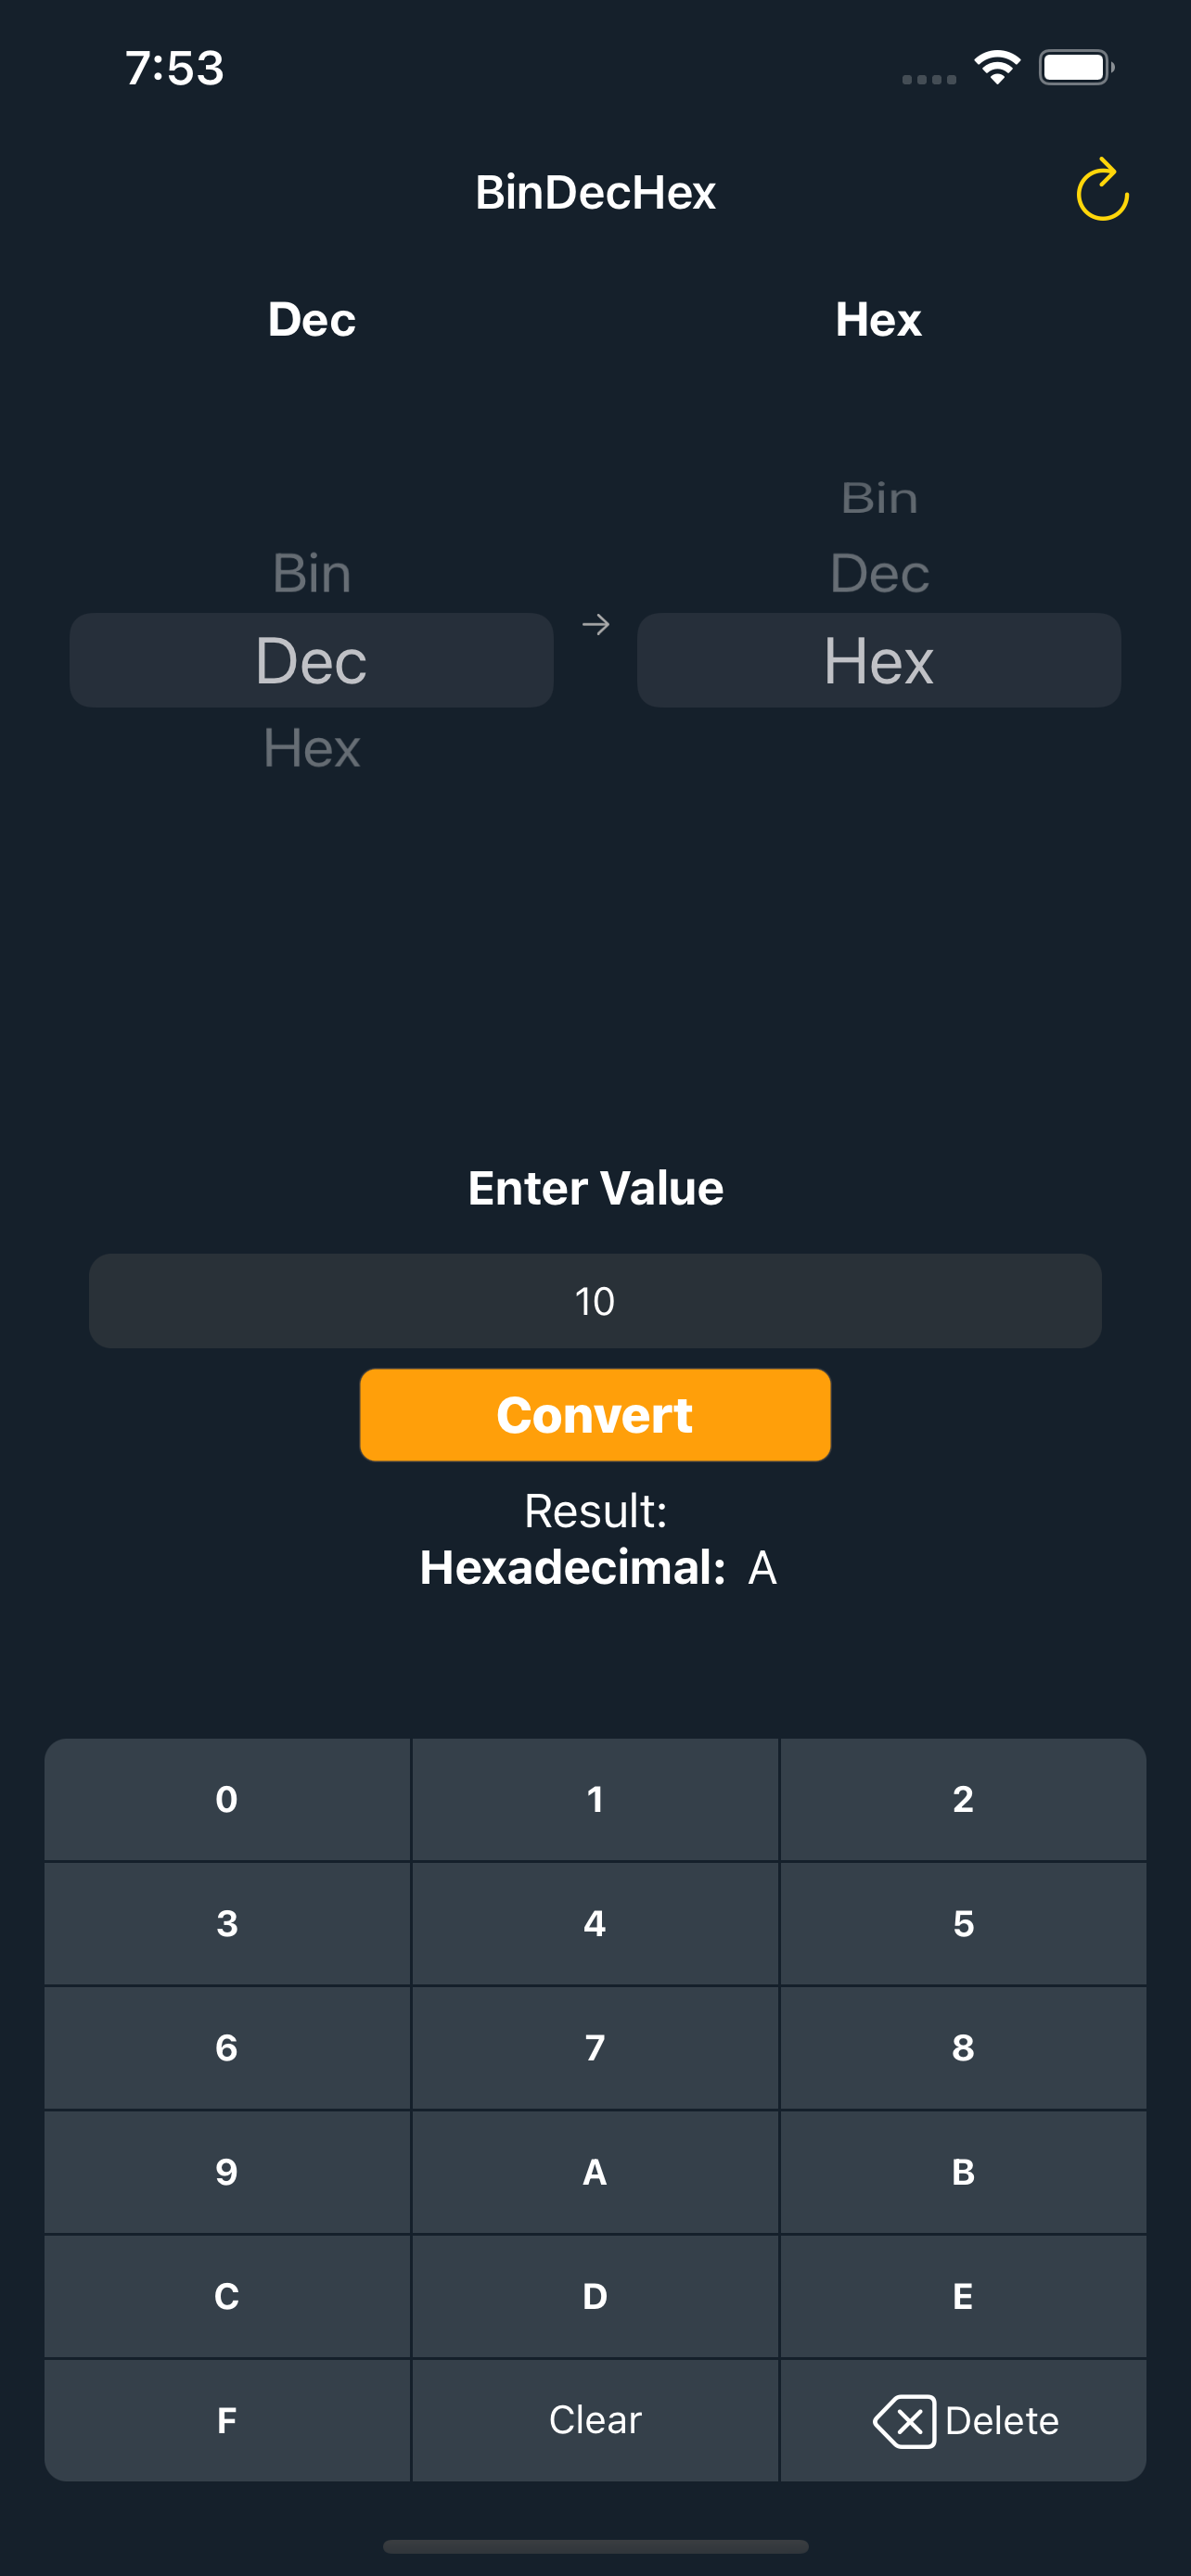 7:53
BinDecHex
Dec Hex
Bin
Bin Dec
Dec → Hex
Hex
Enter Value
10
Convert
Result:
Hexadecimal: A
0 1 2
3 4 5
6 7 8
9 A B
C D E
F Clear Delete